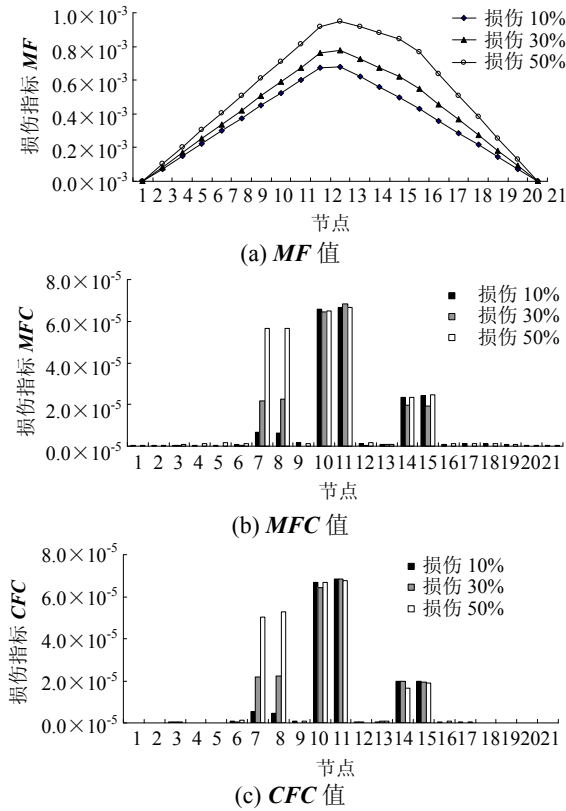 损伤指标 MF
1.0×10⁻³
0.8×10⁻³
0.6×10⁻³
0.4×10⁻³
0.2×10⁻³
0.0×10⁻³
损伤 10%
损伤 30%
损伤 50%
1 2 3 4 5 6 7 8 9 10 11 12 13 14 15 16 17 18 19 20 21
节点
(a) MF 值
损伤指标 MFC
8.0×10⁻⁵
6.0×10⁻⁵
4.0×10⁻⁵
2.0×10⁻⁵
0.0×10⁻⁵
损伤 10%
损伤 30%
损伤 50%
1 2 3 4 5 6 7 8 9 10 11 12 13 14 15 16 17 18 19 20 21
节点
(b) MFC 值
损伤指标 CFC
8.0×10⁻⁵
6.0×10⁻⁵
4.0×10⁻⁵
2.0×10⁻⁵
0.0×10⁻⁵
损伤 10%
损伤 30%
损伤 50%
1 2 3 4 5 6 7 8 9 10 11 12 13 14 15 16 17 18 19 20 21
节点
(c) CFC 值